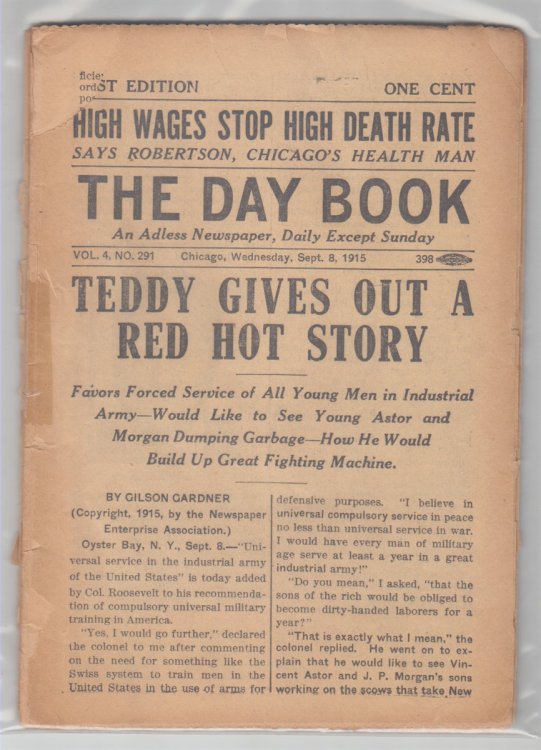 ficie
ord
po
ST EDITION ONE CENT
HIGH WAGES STOP HIGH DEATH RATE
SAYS ROBERTSON, CHICAGO'S HEALTH MAN
THE DAY BOOK
An Adless Newspaper, Daily Except Sunday
VOL. 4, NO. 291 Chicago, Wednesday, Sept. 8, 1915 398
TEDDY GIVES OUT A
RED HOT STORY
Favors Forced Service of All Young Men in Industrial
Army—Would Like to See Young Astor and
Morgan Dumping Garbage—How He Would
Build Up Great Fighting Machine.
BY GILSON GARDNER
(Copyright, 1915, by the Newspaper
Enterprise Association.)
Oyster Bay, N. Y., Sept. 8.—"Uni-
versal service in the industrial army
of the United States" is today added
by Col. Roosevelt to his recommenda-
tion of compulsory universal military
training in America.
"Yes, I would go further," declared
the colonel to me after commenting
on the need for something like the
Swiss system to train men in the
United States in the use of arms for
defensive purposes. "I believe in
universal compulsory service in peace
no less than universal service in war.
I would have every man of military
age serve at least a year in a great
industrial army!"
"Do you mean," I asked, "that the
sons of the rich would be obliged to
become dirty-handed laborers for a
year?"
"That is exactly what I mean," the
colonel replied. He went on to ex-
plain that he would like to see Vin-
cent Astor and J. P. Morgan's sons
working on the scows that take New